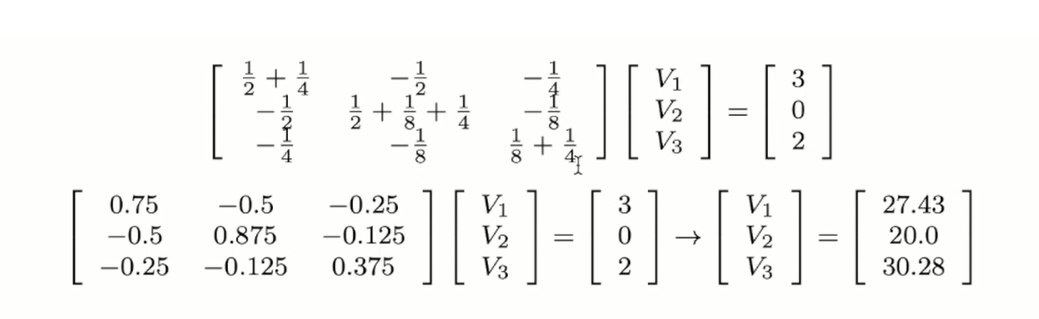 [ 1/2 + 1/4  −1/2  −1/4 ] [ V₁ ] = [ 3 ]
[ −1/2  1/2 + 1/8 + 1/4  −1/8 ] [ V₂ ] = [ 0 ]
[ −1/4  −1/8  1/8 + 1/4 ] [ V₃ ] = [ 2 ]
[ 0.75  −0.5  −0.25 ] [ V₁ ] = [ 3 ] → [ V₁ ] = [ 27.43 ]
[ −0.5  0.875  −0.125 ] [ V₂ ] = [ 0 ] → [ V₂ ] = [ 20.0 ]
[ −0.25  −0.125  0.375 ] [ V₃ ] = [ 2 ] → [ V₃ ] = [ 30.28 ]